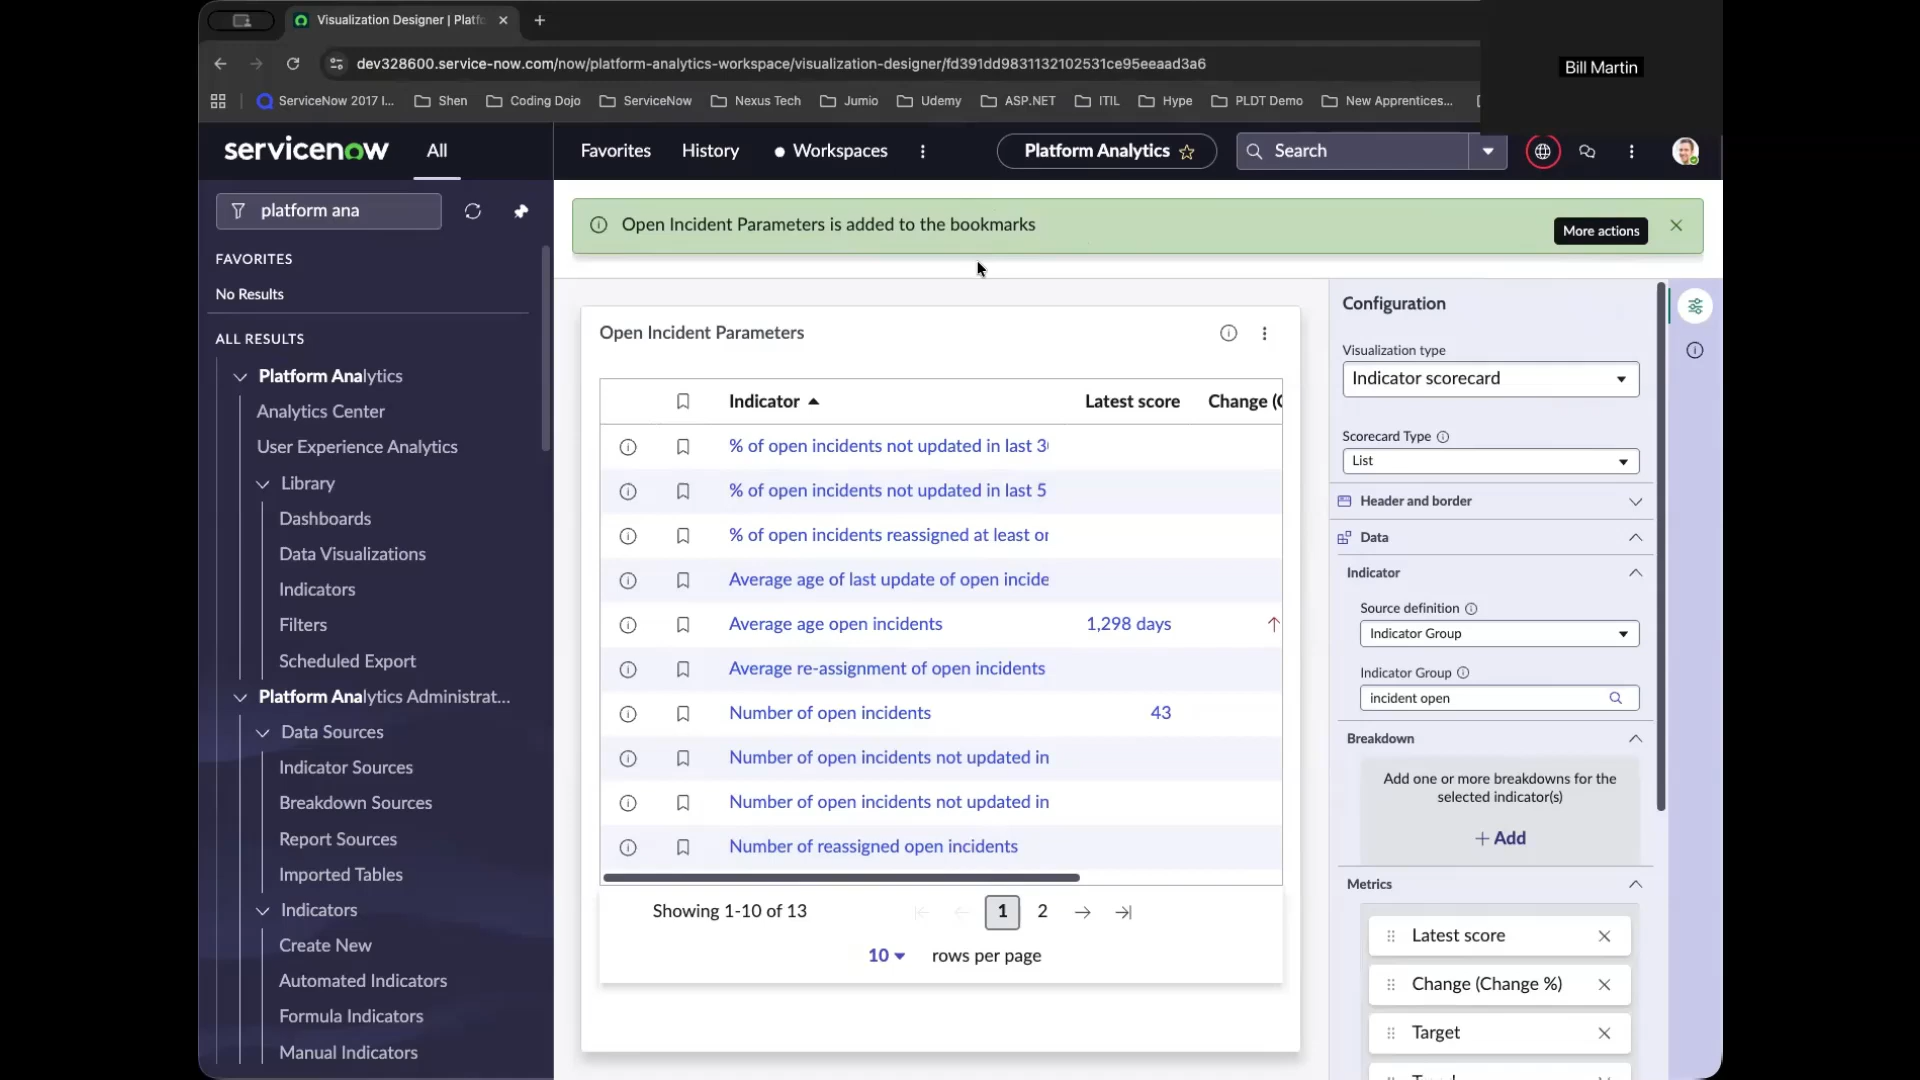 Visualization Designer | Platfo
dev328600.service-now.com/now/platform-analytics-workspace/visualization-designer/fd391dd9831132102531ce95eeaad3a6
Bill Martin
ServiceNow 2017 I...
Shen
Coding Dojo
ServiceNow
Nexus Tech
Jumio
Udemy
ASP.NET
ITIL
Hype
PLDT Demo
New Apprentices...
servicenow
All
Favorites
History
Workspaces
Platform Analytics
Search
platform ana
FAVORITES
No Results
ALL RESULTS
Platform Analytics
Analytics Center
User Experience Analytics
Library
Dashboards
Data Visualizations
Indicators
Filters
Scheduled Export
Platform Analytics Administrat...
Data Sources
Indicator Sources
Breakdown Sources
Report Sources
Imported Tables
Indicators
Create New
Automated Indicators
Formula Indicators
Manual Indicators
Open Incident Parameters is added to the bookmarks
More actions
Open Incident Parameters
Indicator
Latest score
Change (C
% of open incidents not updated in last 30
% of open incidents not updated in last 5
% of open incidents reassigned at least on
Average age of last update of open incide
Average age open incidents
1,298 days
Average re-assignment of open incidents
Number of open incidents
43
Number of open incidents not updated in
Number of open incidents not updated in
Number of reassigned open incidents
Showing 1-10 of 13
1
2
10
rows per page
Configuration
Visualization type
Indicator scorecard
Scorecard Type
List
Header and border
Data
Indicator
Source definition
Indicator Group
Indicator Group
incident open
Breakdown
Add one or more breakdowns for the
selected indicator(s)
+ Add
Metrics
Latest score
Change (Change %)
Target